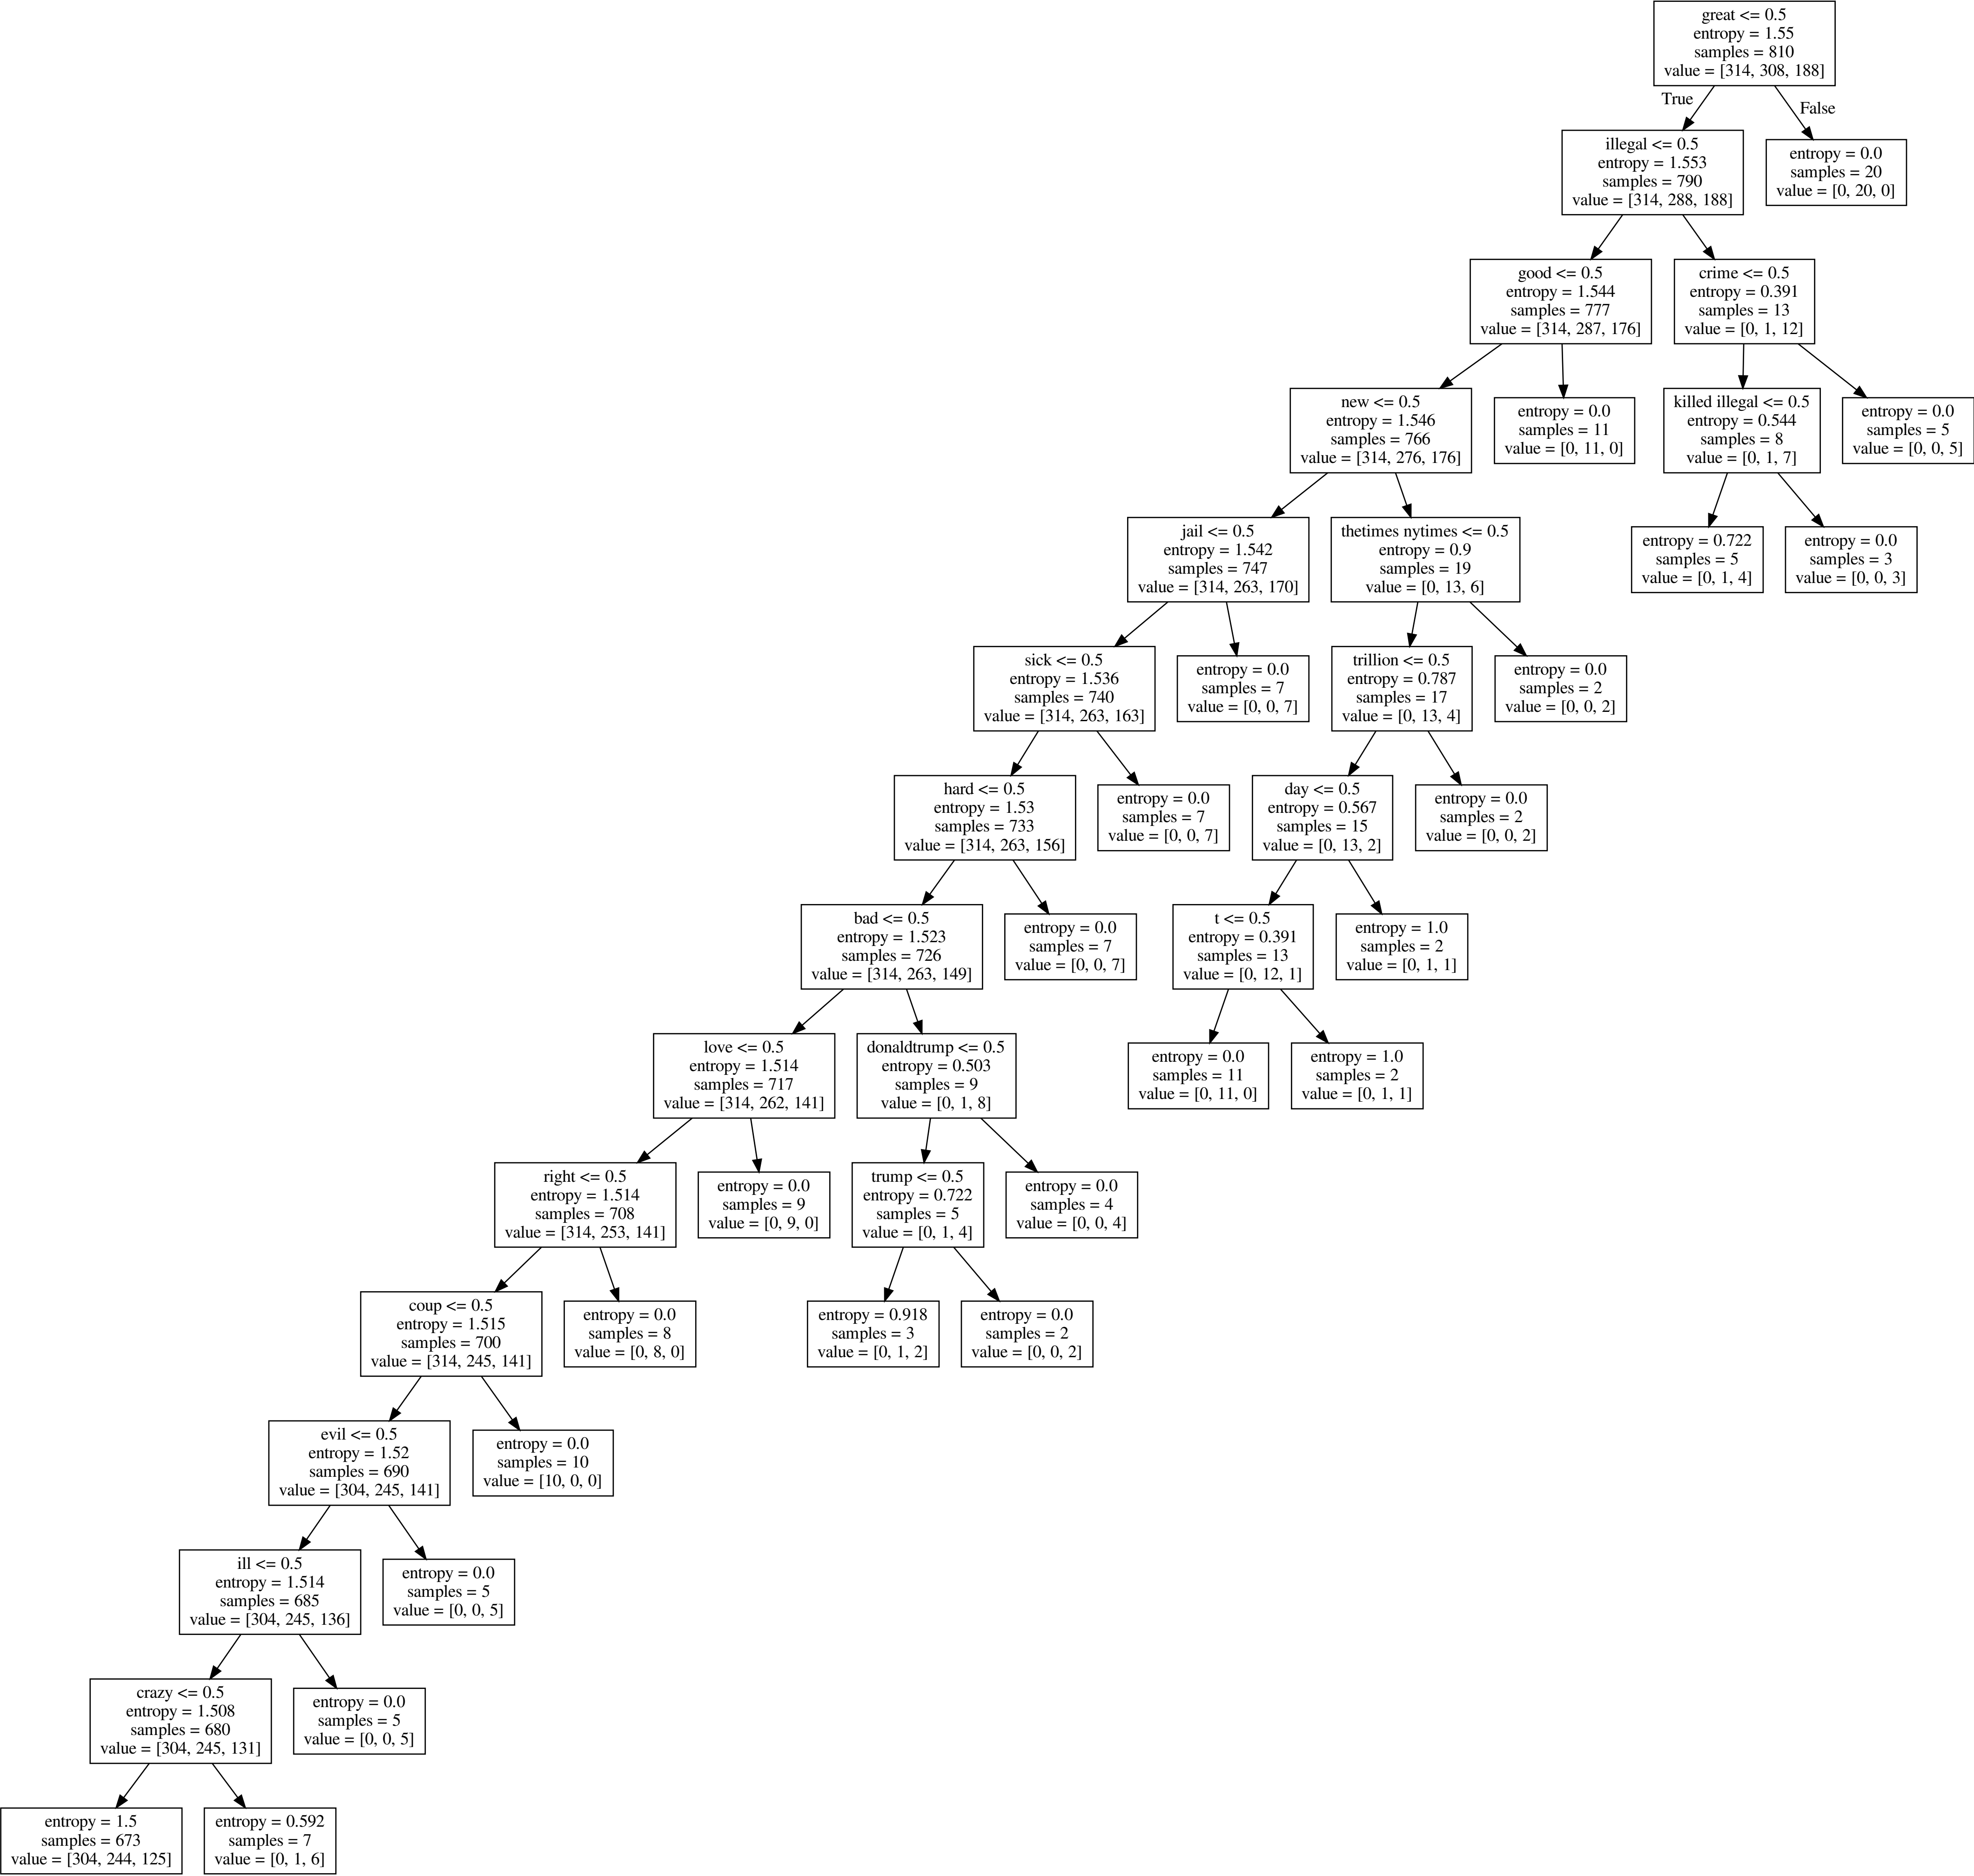 great <= 0.5
entropy = 1.55
samples = 810
value = [314, 308, 188]
True
False
illegal <= 0.5
entropy = 1.553
samples = 790
value = [314, 288, 188]
entropy = 0.0
samples = 20
value = [0, 20, 0]
good <= 0.5
entropy = 1.544
samples = 777
value = [314, 287, 176]
crime <= 0.5
entropy = 0.391
samples = 13
value = [0, 1, 12]
new <= 0.5
entropy = 1.546
samples = 766
value = [314, 276, 176]
entropy = 0.0
samples = 11
value = [0, 11, 0]
killed illegal <= 0.5
entropy = 0.544
samples = 8
value = [0, 1, 7]
entropy = 0.0
samples = 5
value = [0, 0, 5]
jail <= 0.5
entropy = 1.542
samples = 747
value = [314, 263, 170]
thetimes nytimes <= 0.5
entropy = 0.9
samples = 19
value = [0, 13, 6]
entropy = 0.722
samples = 5
value = [0, 1, 4]
entropy = 0.0
samples = 3
value = [0, 0, 3]
sick <= 0.5
entropy = 1.536
samples = 740
value = [314, 263, 163]
entropy = 0.0
samples = 7
value = [0, 0, 7]
trillion <= 0.5
entropy = 0.787
samples = 17
value = [0, 13, 4]
entropy = 0.0
samples = 2
value = [0, 0, 2]
hard <= 0.5
entropy = 1.53
samples = 733
value = [314, 263, 156]
entropy = 0.0
samples = 7
value = [0, 0, 7]
day <= 0.5
entropy = 0.567
samples = 15
value = [0, 13, 2]
entropy = 0.0
samples = 2
value = [0, 0, 2]
bad <= 0.5
entropy = 1.523
samples = 726
value = [314, 263, 149]
entropy = 0.0
samples = 7
value = [0, 0, 7]
t <= 0.5
entropy = 0.391
samples = 13
value = [0, 12, 1]
entropy = 1.0
samples = 2
value = [0, 1, 1]
love <= 0.5
entropy = 1.514
samples = 717
value = [314, 262, 141]
donaldtrump <= 0.5
entropy = 0.503
samples = 9
value = [0, 1, 8]
entropy = 0.0
samples = 11
value = [0, 11, 0]
entropy = 1.0
samples = 2
value = [0, 1, 1]
right <= 0.5
entropy = 1.514
samples = 708
value = [314, 253, 141]
entropy = 0.0
samples = 9
value = [0, 9, 0]
trump <= 0.5
entropy = 0.722
samples = 5
value = [0, 1, 4]
entropy = 0.0
samples = 4
value = [0, 0, 4]
coup <= 0.5
entropy = 1.515
samples = 700
value = [314, 245, 141]
entropy = 0.0
samples = 8
value = [0, 8, 0]
entropy = 0.918
samples = 3
value = [0, 1, 2]
entropy = 0.0
samples = 2
value = [0, 0, 2]
evil <= 0.5
entropy = 1.52
samples = 690
value = [304, 245, 141]
entropy = 0.0
samples = 10
value = [10, 0, 0]
ill <= 0.5
entropy = 1.514
samples = 685
value = [304, 245, 136]
entropy = 0.0
samples = 5
value = [0, 0, 5]
crazy <= 0.5
entropy = 1.508
samples = 680
value = [304, 245, 131]
entropy = 0.0
samples = 5
value = [0, 0, 5]
entropy = 1.5
samples = 673
value = [304, 244, 125]
entropy = 0.592
samples = 7
value = [0, 1, 6]